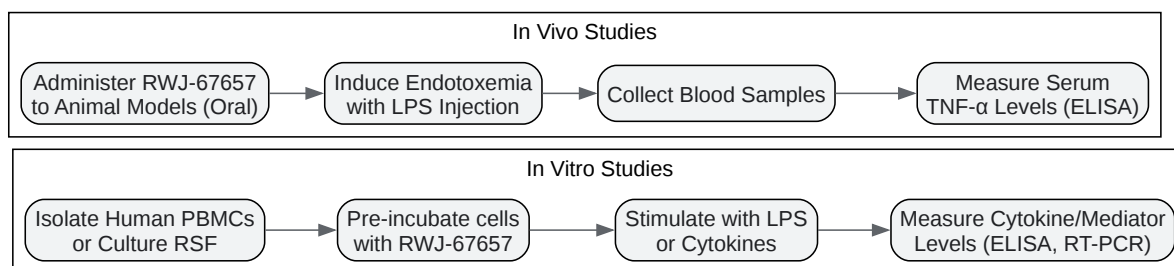 In Vivo Studies
Administer RWJ-67657
to Animal Models (Oral)
Induce Endotoxemia
with LPS Injection
Collect Blood Samples
Measure Serum
TNF-α Levels (ELISA)
In Vitro Studies
Isolate Human PBMCs
or Culture RSF
Pre-incubate cells
with RWJ-67657
Stimulate with LPS
or Cytokines
Measure Cytokine/Mediator
Levels (ELISA, RT-PCR)